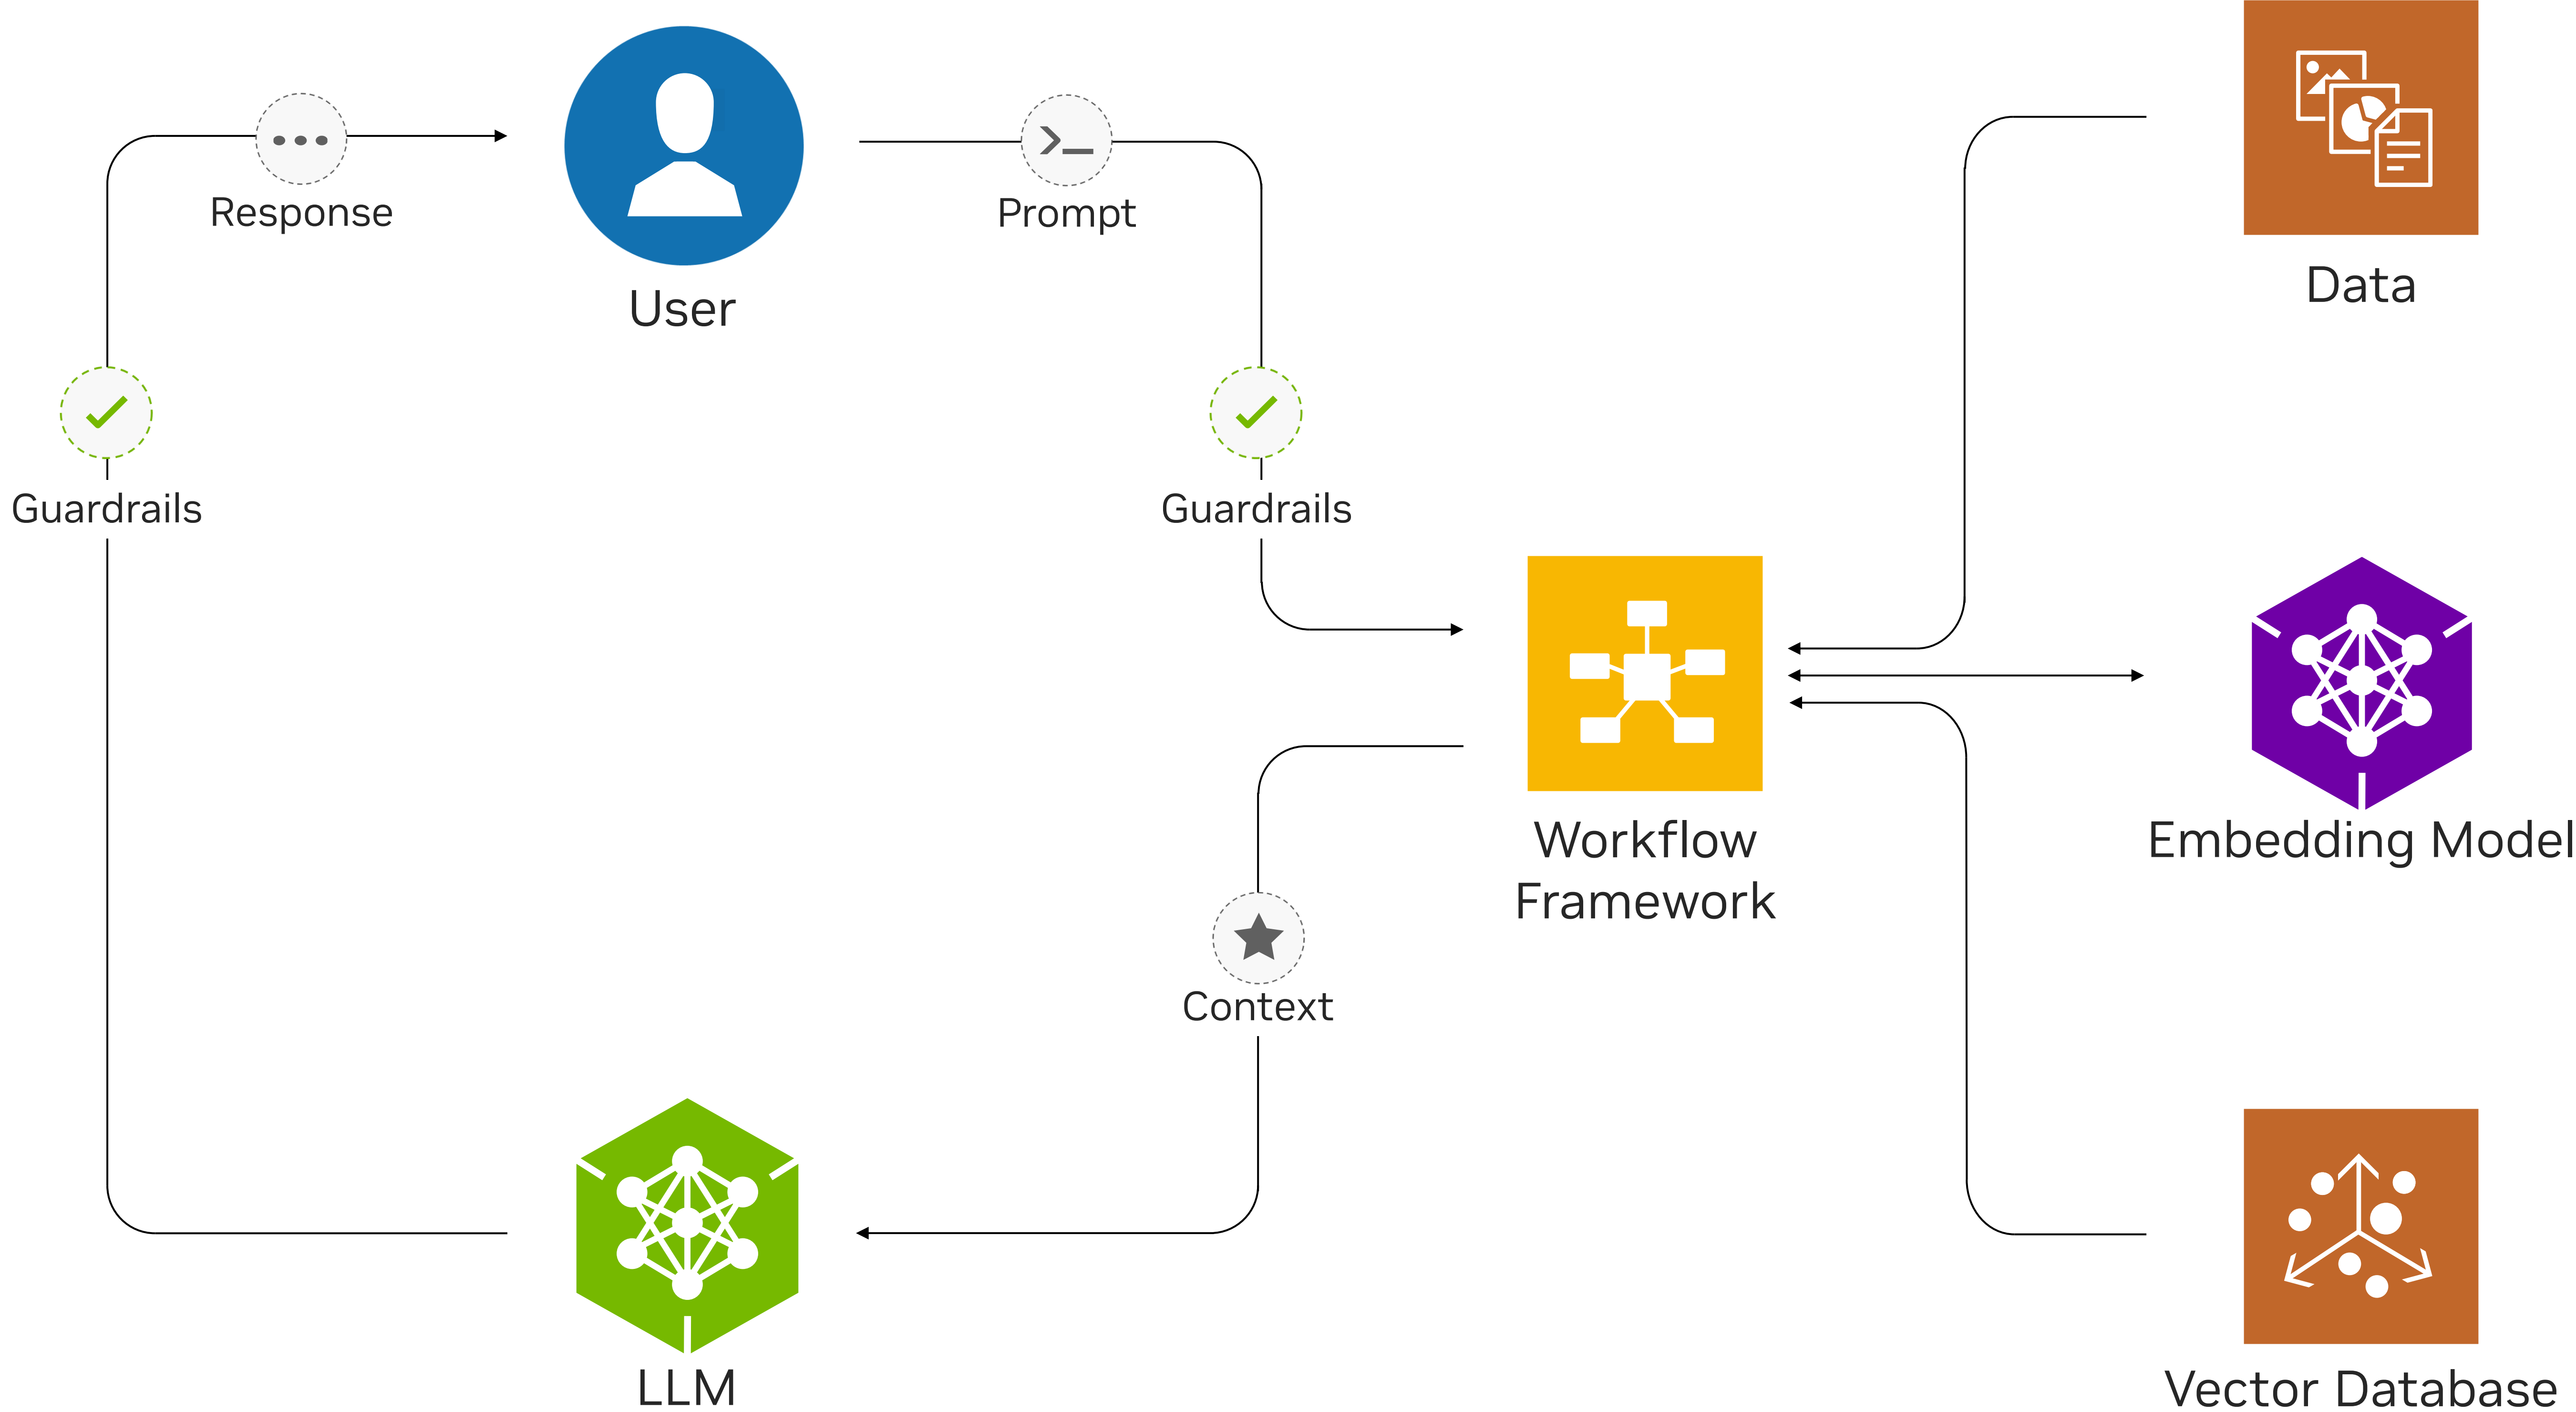 Response
Prompt
User
Data
Guardrails
Guardrails
Workflow
Framework
Embedding Model
Context
LLM
Vector Database